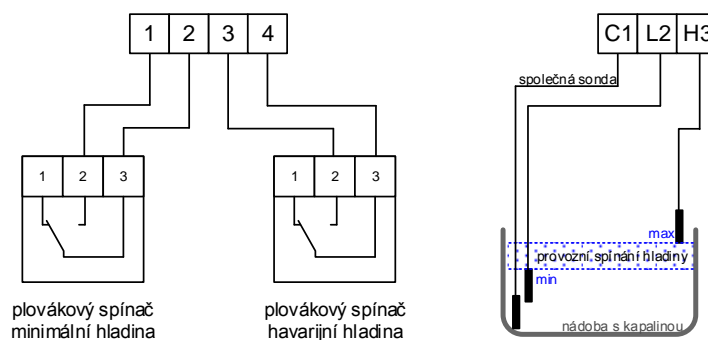 1 2 3 4
C1 L2 H3
společná sonda
1 2 3
1 2 3
max
provozní spínání hladiny
min
nádoba s kapalinou
plovákový spínač
minimální hladina
plovákový spínač
havarijní hladina